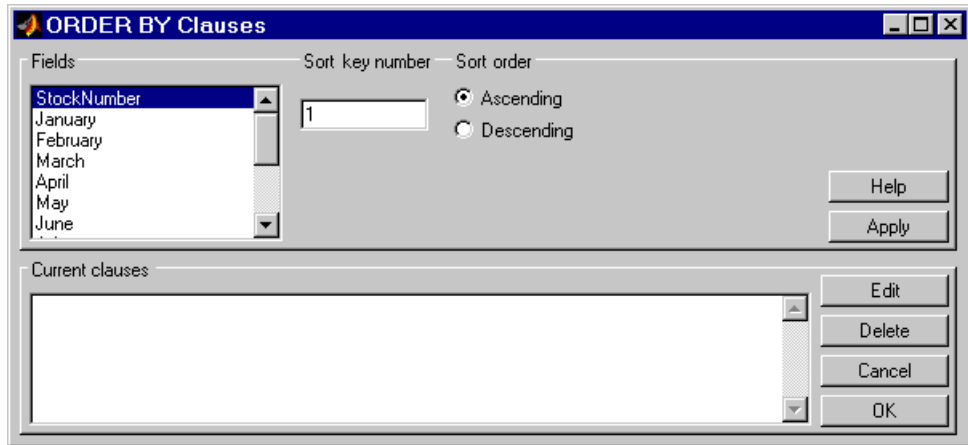 ORDER BY Clauses
Fields
Sort key number
Sort order
StockNumber
January
February
March
April
May
June
1
Ascending
Descending
Help
Apply
Current clauses
Edit
Delete
Cancel
OK